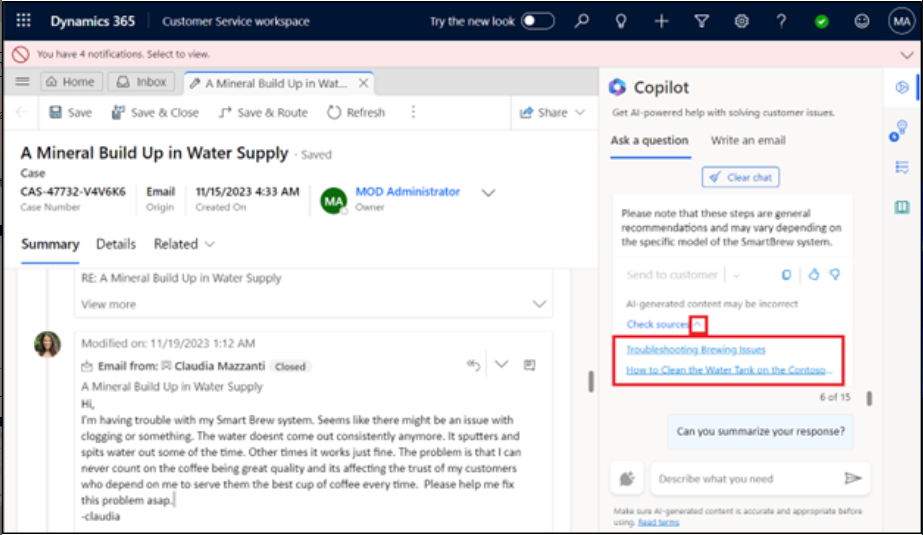 Dynamics 365
Customer Service workspace
Try the new look
MA
You have 4 notifications. Select to view.
Home
Inbox
A Mineral Build Up in Wat...
Save
Save & Close
Save & Route
Refresh
Share
A Mineral Build Up in Water Supply - Saved
Case
CAS-47732-V4V6K6
Case Number
Email
Origin
11/15/2023 4:33 AM
Created On
MA
MOD Administrator
Owner
Summary
Details
Related
RE: A Mineral Build Up in Water Supply
View more
Modified on: 11/19/2023 1:12 AM
Email from: Claudia Mazzanti Closed
A Mineral Build Up in Water Supply
Hi,
I'm having trouble with my Smart Brew system. Seems like there might be an issue with
clogging or something. The water doesnt come out consistently anymore. It sputters and
spits water out some of the time. Other times it works just fine. The problem is that I can
never count on the coffee being great quality and its affecting the trust of my customers
who depend on me to serve them the best cup of coffee every time. Please help me fix
this problem asap.
-claudia
Copilot
Get AI-powered help with solving customer issues.
Ask a question
Write an email
Clear chat
Please note that these steps are general
recommendations and may vary depending on
the specific model of the SmartBrew system.
Send to customer
AI-generated content may be incorrect
Check sources
Troubleshooting Brewing Issues
How to Clean the Water Tank on the Contoso...
6 of 15
Can you summarize your response?
Describe what you need
Make sure AI-generated content is accurate and appropriate before
using. Read terms